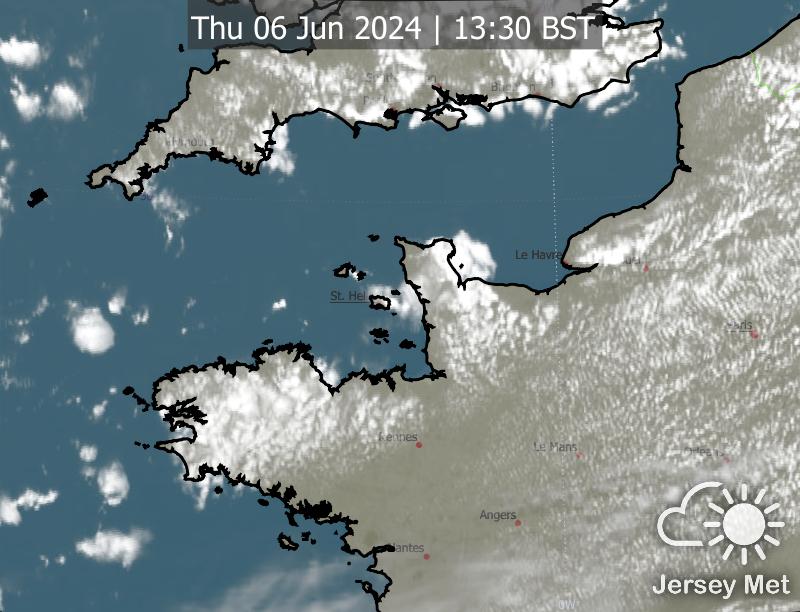 Thu 06 Jun 2024 | 13:30 BST
Le Havre
St. Hel
Paris
Rennes
Le Mans
Angers
Nantes
0W
Jersey Met